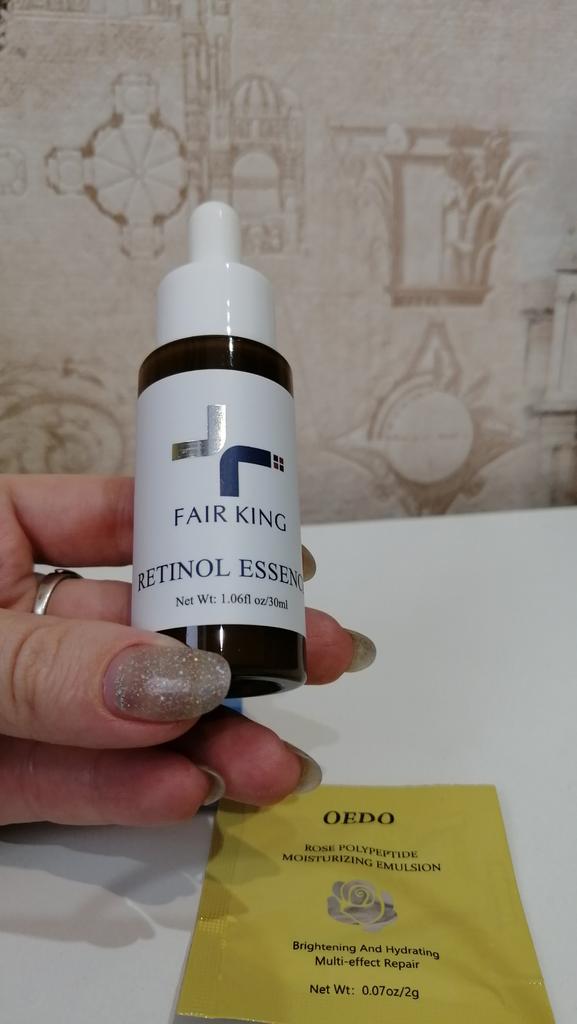 FAIR KING
RETINOL ESSENC
Net Wt: 1.06fl oz/30ml
OEDO
ROSE POLYPEPTIDE
MOISTURIZING EMULSION
Brightening And Hydrating
Multi-effect Repair
Net Wt: 0.07oz/2g